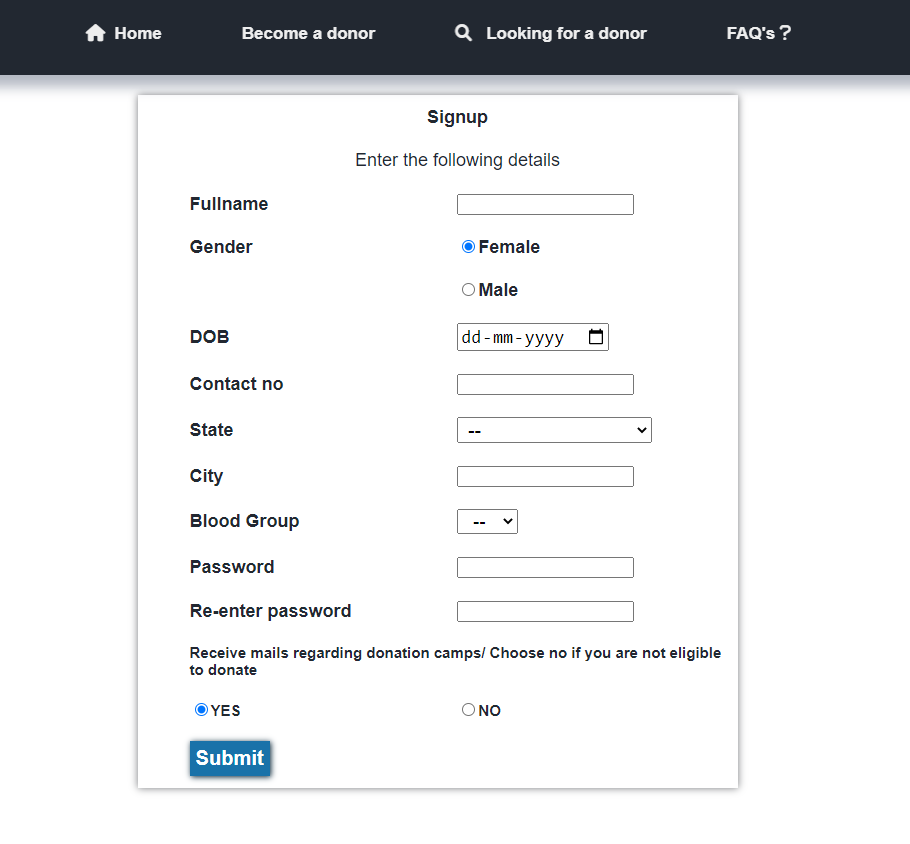 Home Become a donor Looking for a donor FAQ's ?
Signup
Enter the following details
Fullname
Gender Female
Male
DOB dd-mm-yyyy
Contact no
State --
City
Blood Group --
Password
Re-enter password
Receive mails regarding donation camps/ Choose no if you are not eligible
to donate
YES NO
Submit